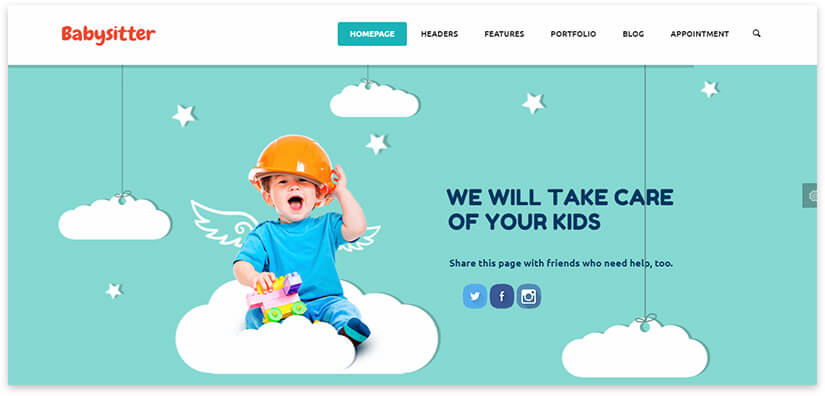 Babysitter
HOMEPAGE HEADERS FEATURES PORTFOLIO BLOG APPOINTMENT
WE WILL TAKE CARE
OF YOUR KIDS
Share this page with friends who need help, too.